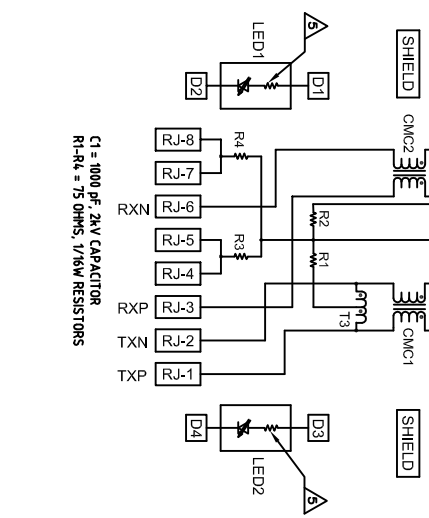 5
LED1
D2
D1
SHIELD
CMC2
RJ-8
R4
RJ-7
RXN RJ-6
R2
RJ-5
R3
R1
RJ-4
RXP RJ-3
T3
CMC1
TXN RJ-2
TXP RJ-1
D4
D3
SHIELD
LED2
5
C1 = 1000 pF, 2kV CAPACITOR
R1-R4 = 75 OHMS, 1/16W RESISTORS